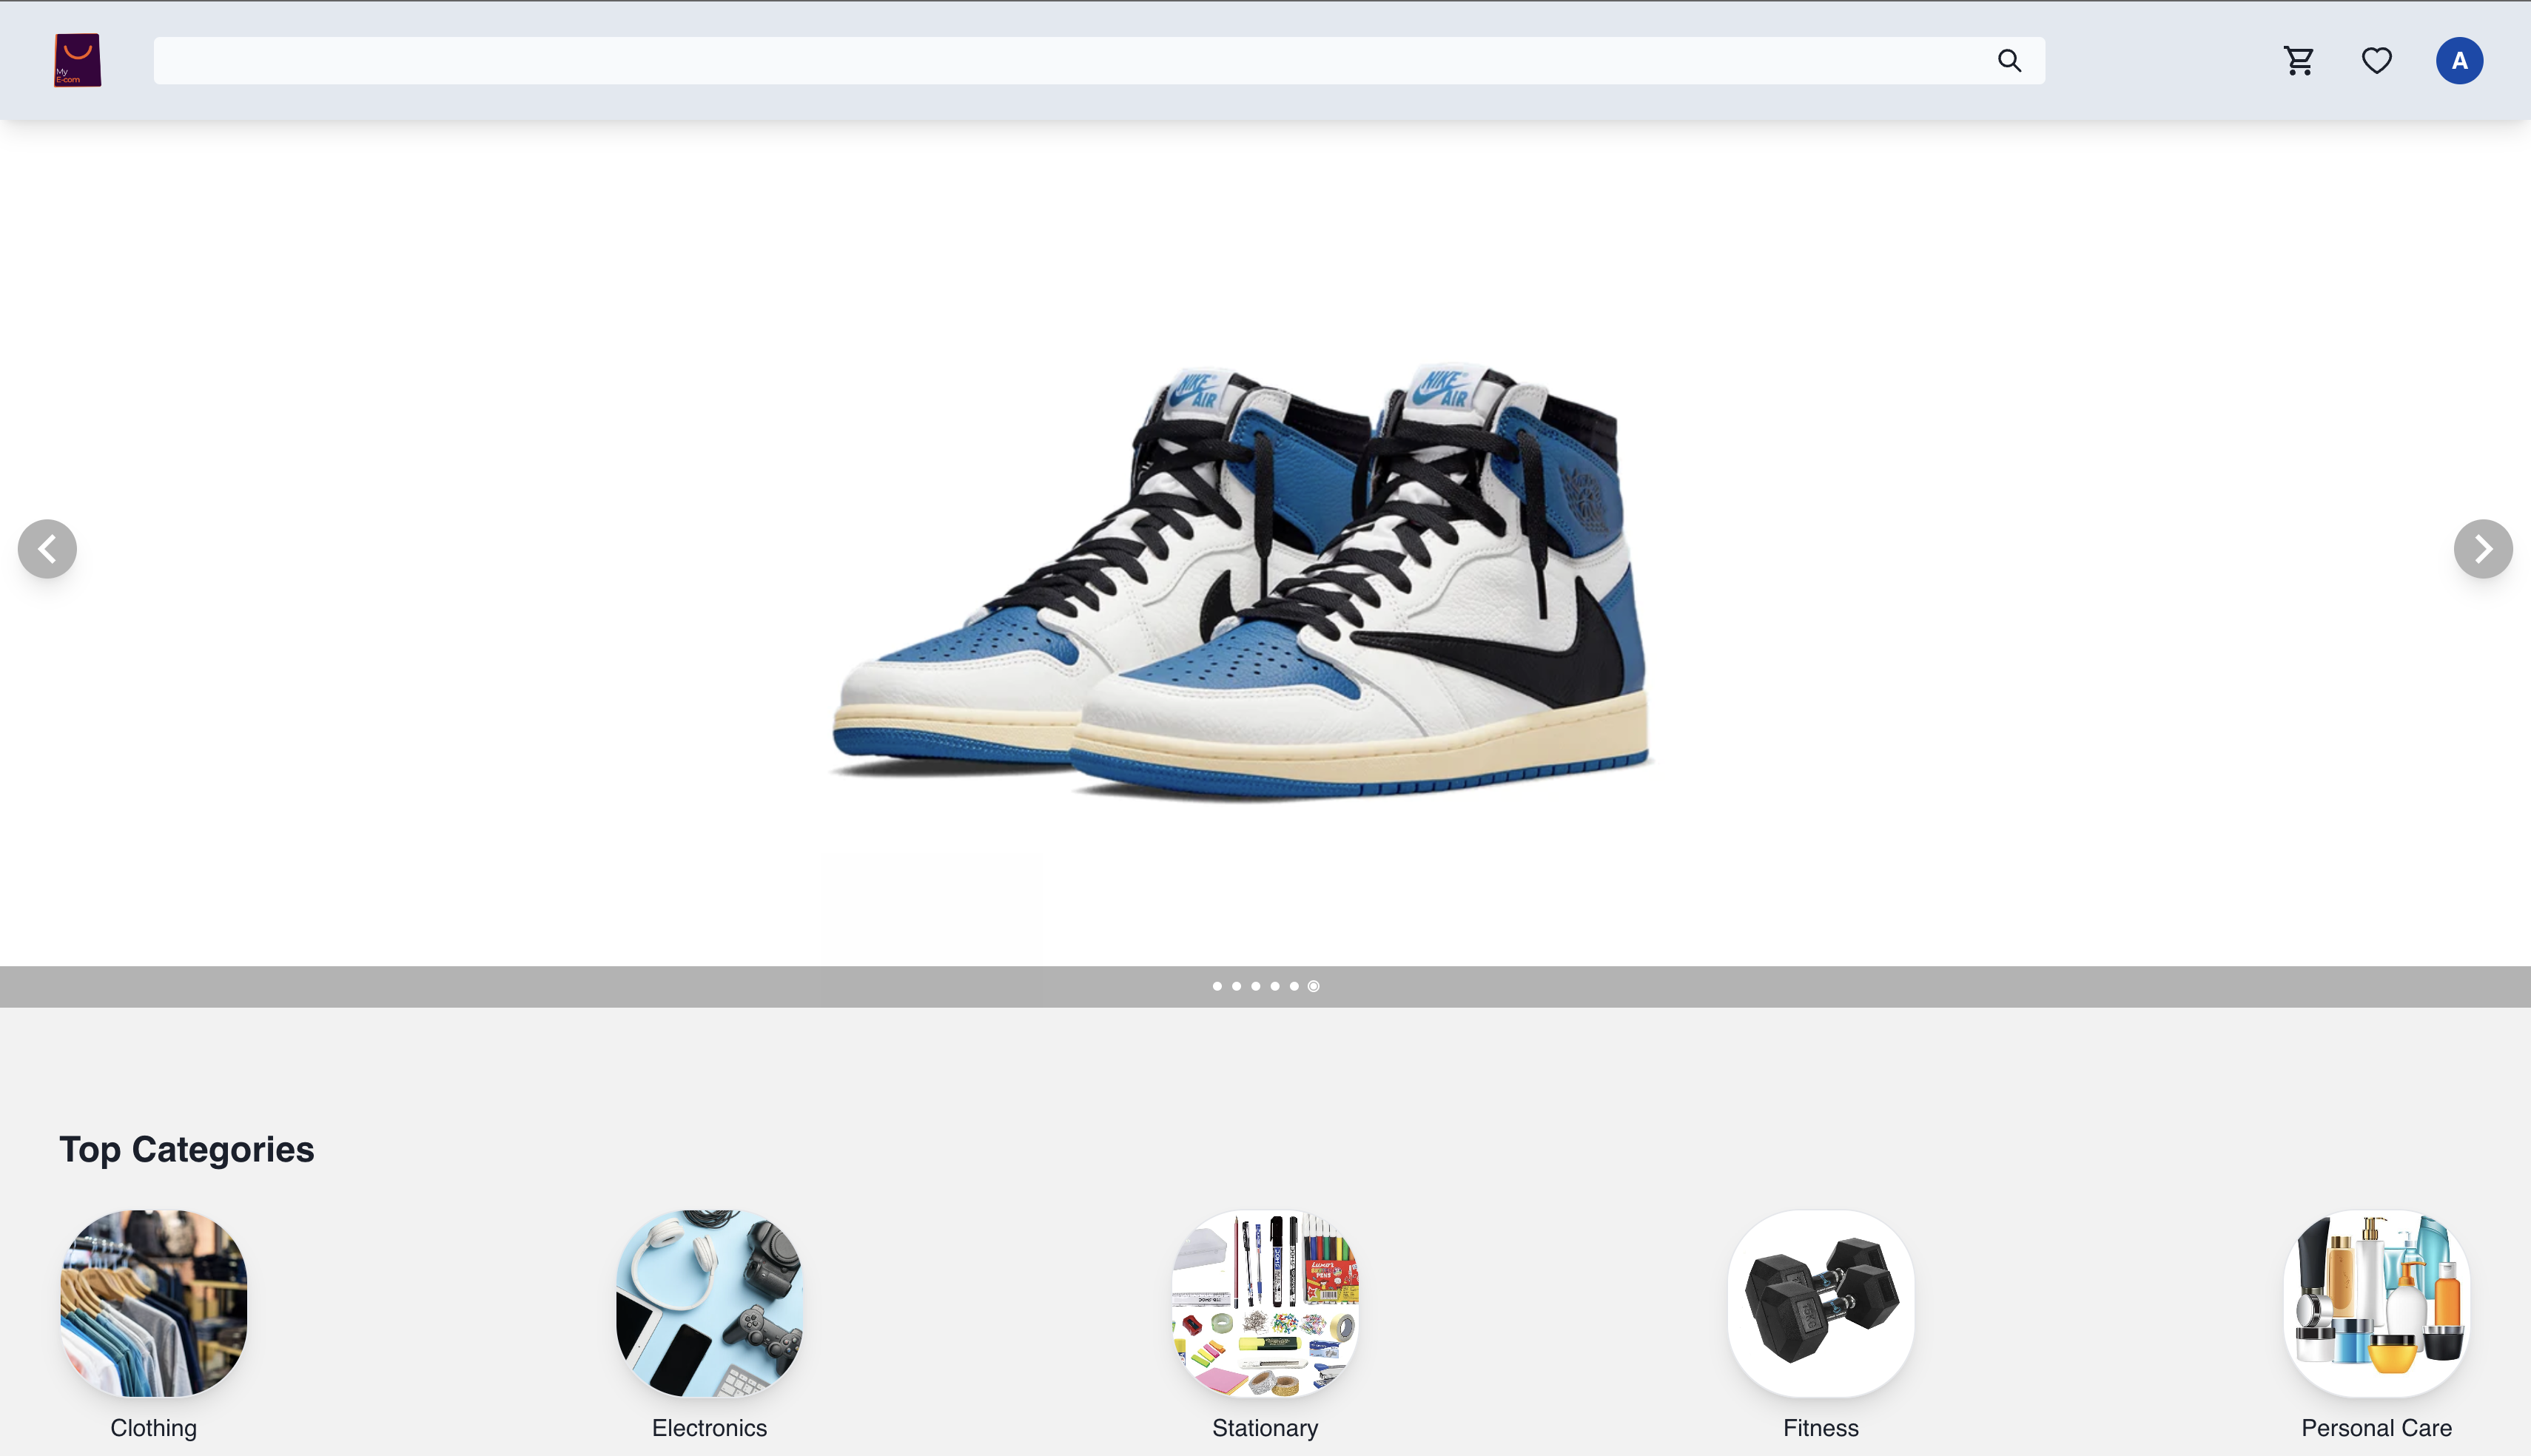 My
E-com
A
NIKE
AIR
NIKE
AIR
Top Categories
Clothing
Electronics
Stationary
Fitness
Personal Care